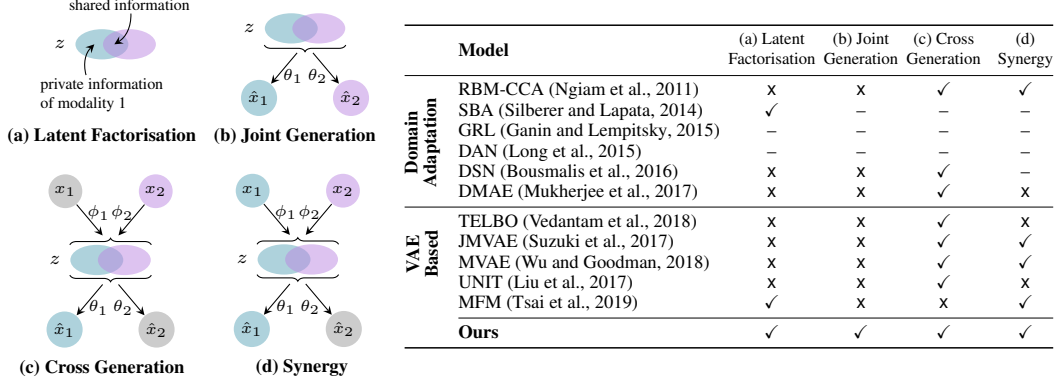 shared information
z
private information
of modality 1
(a) Latent Factorisation
z
θ1 θ2
x̂1 x̂2
(b) Joint Generation
x1 x2
ϕ1 ϕ2
z
θ1 θ2
x̂1 x̂2
(c) Cross Generation
x1 x2
ϕ1 ϕ2
z
θ1 θ2
x̂1 x̂2
(d) Synergy
Model (a) Latent Factorisation (b) Joint Generation (c) Cross Generation (d) Synergy
Domain
Adaptation
RBM-CCA (Ngiam et al., 2011) x x ✓ ✓
SBA (Silberer and Lapata, 2014) ✓ – – –
GRL (Ganin and Lempitsky, 2015) – – – –
DAN (Long et al., 2015) – – – –
DSN (Bousmalis et al., 2016) x x ✓ –
DMAE (Mukherjee et al., 2017) x x ✓ x
VAE
Based
TELBO (Vedantam et al., 2018) x x ✓ x
JMVAE (Suzuki et al., 2017) x x ✓ ✓
MVAE (Wu and Goodman, 2018) x x ✓ ✓
UNIT (Liu et al., 2017) x x ✓ x
MFM (Tsai et al., 2019) ✓ x x ✓
Ours ✓ ✓ ✓ ✓